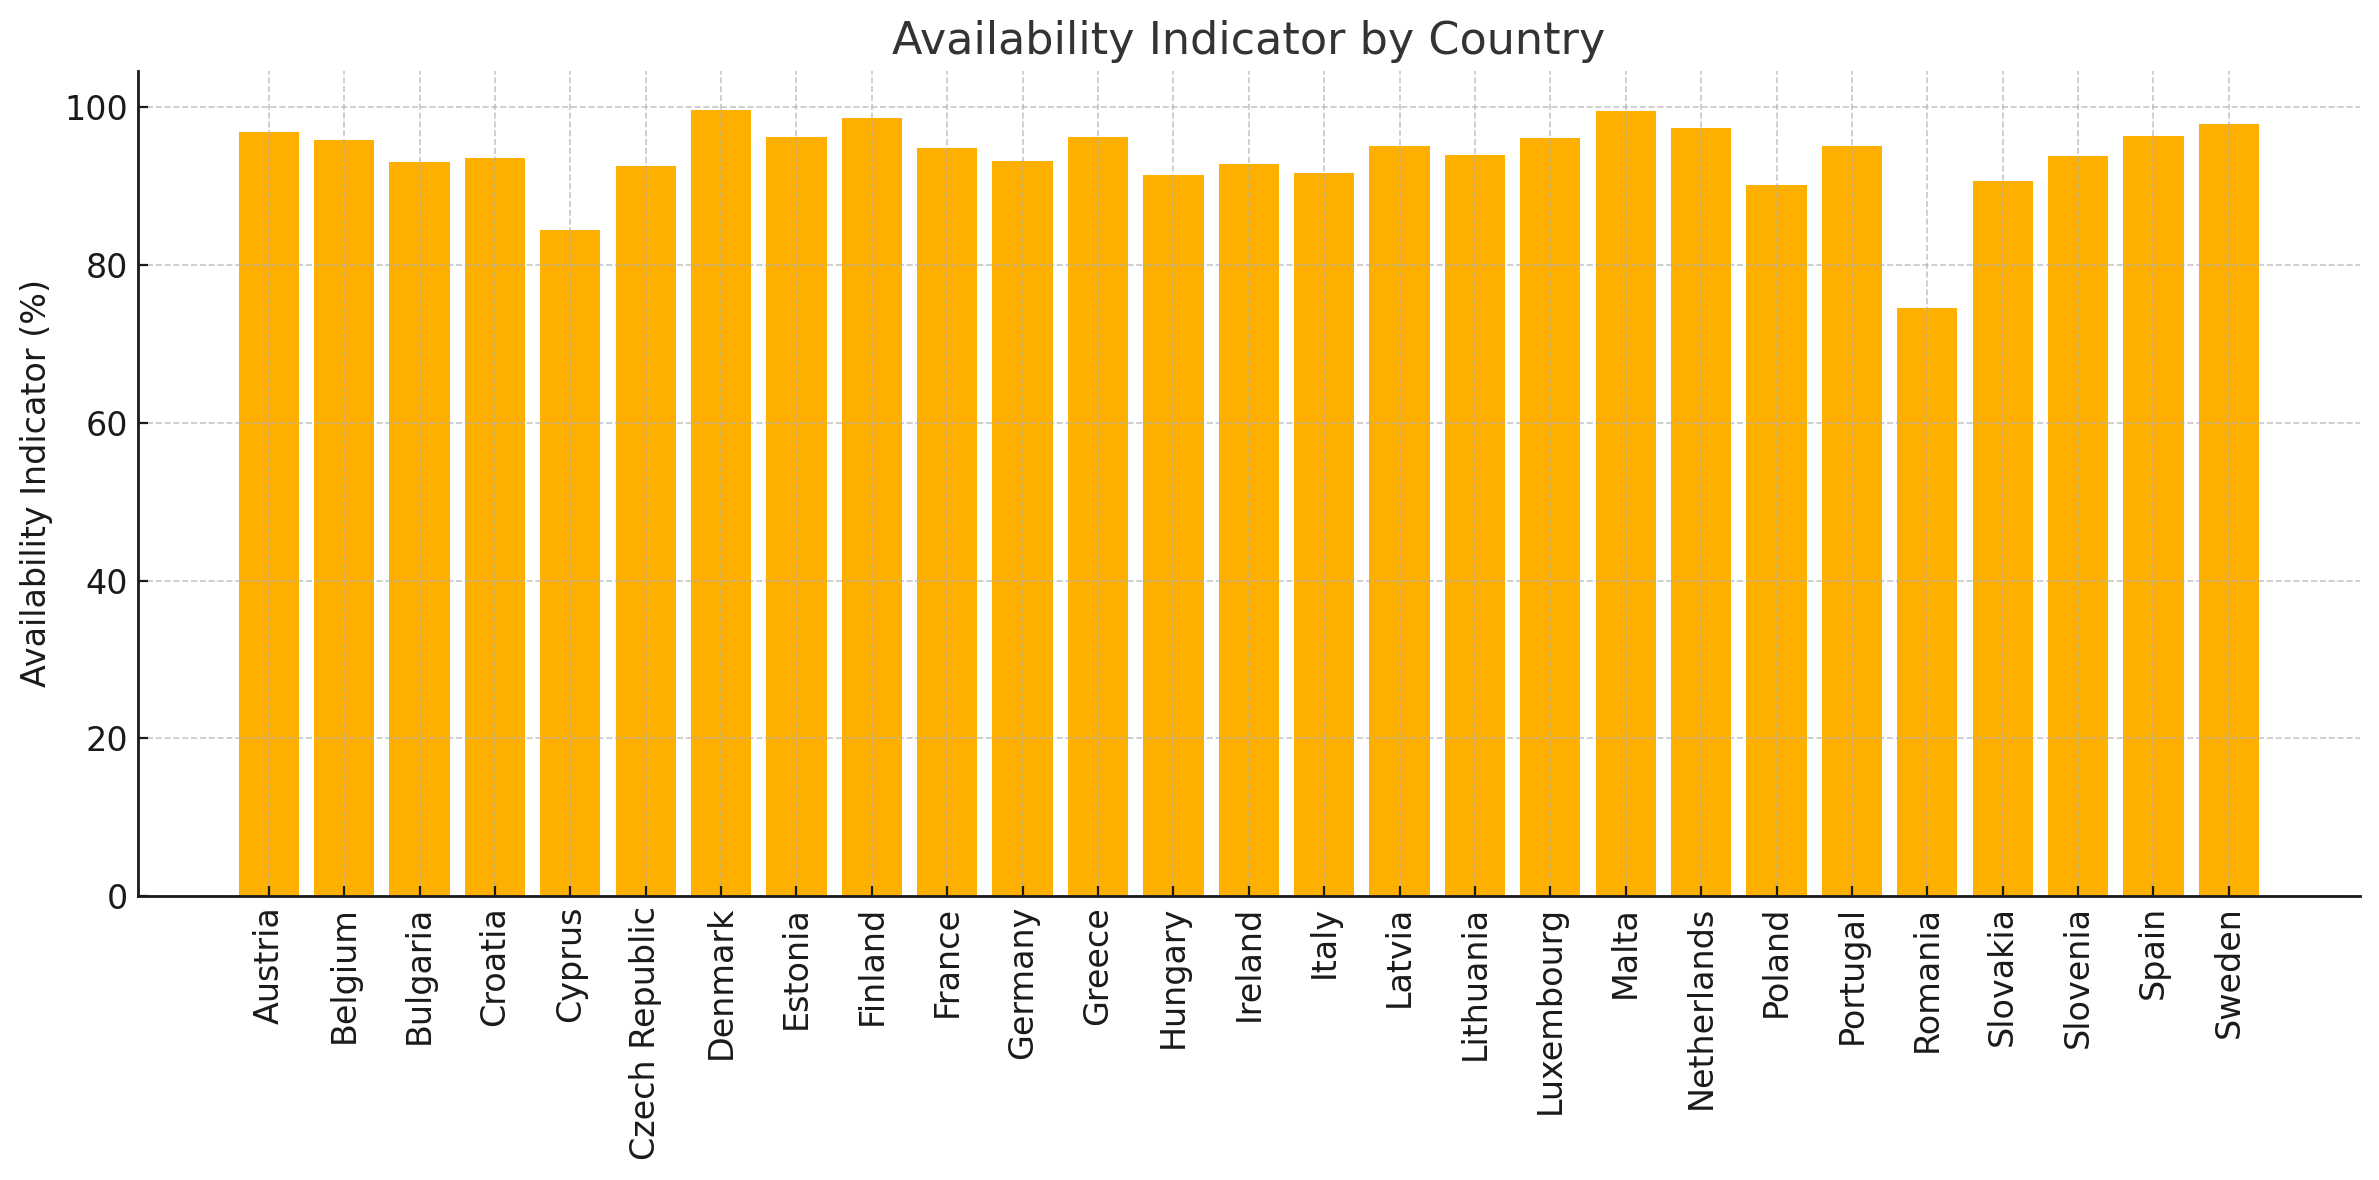 Availability Indicator by Country
Availability Indicator (%)
100
80
60
40
20
0
Austria
Belgium
Bulgaria
Croatia
Cyprus
Czech Republic
Denmark
Estonia
Finland
France
Germany
Greece
Hungary
Ireland
Italy
Latvia
Lithuania
Luxembourg
Malta
Netherlands
Poland
Portugal
Romania
Slovakia
Slovenia
Spain
Sweden